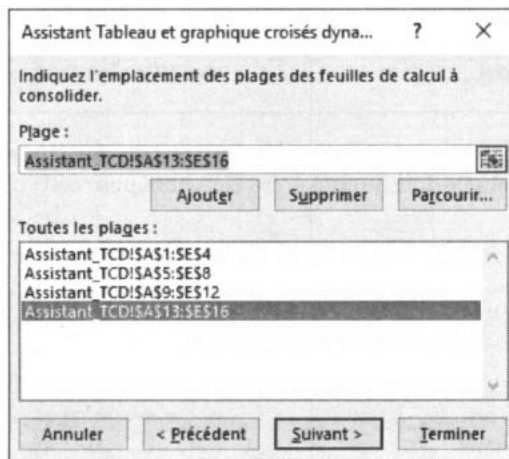 Assistant Tableau et graphique croisés dyna... ? ×
Indiquez l'emplacement des plages des feuilles de calcul à
consolider.
Plage :
Assistant_TCD!$A$13:$E$16
Ajouter Supprimer Parcourir...
Toutes les plages :
Assistant_TCD!$A$1:$E$4
Assistant_TCD!$A$5:$E$8
Assistant_TCD!$A$9:$E$12
Assistant_TCD!$A$13:$E$16
Annuler < Précédent Suivant > Terminer